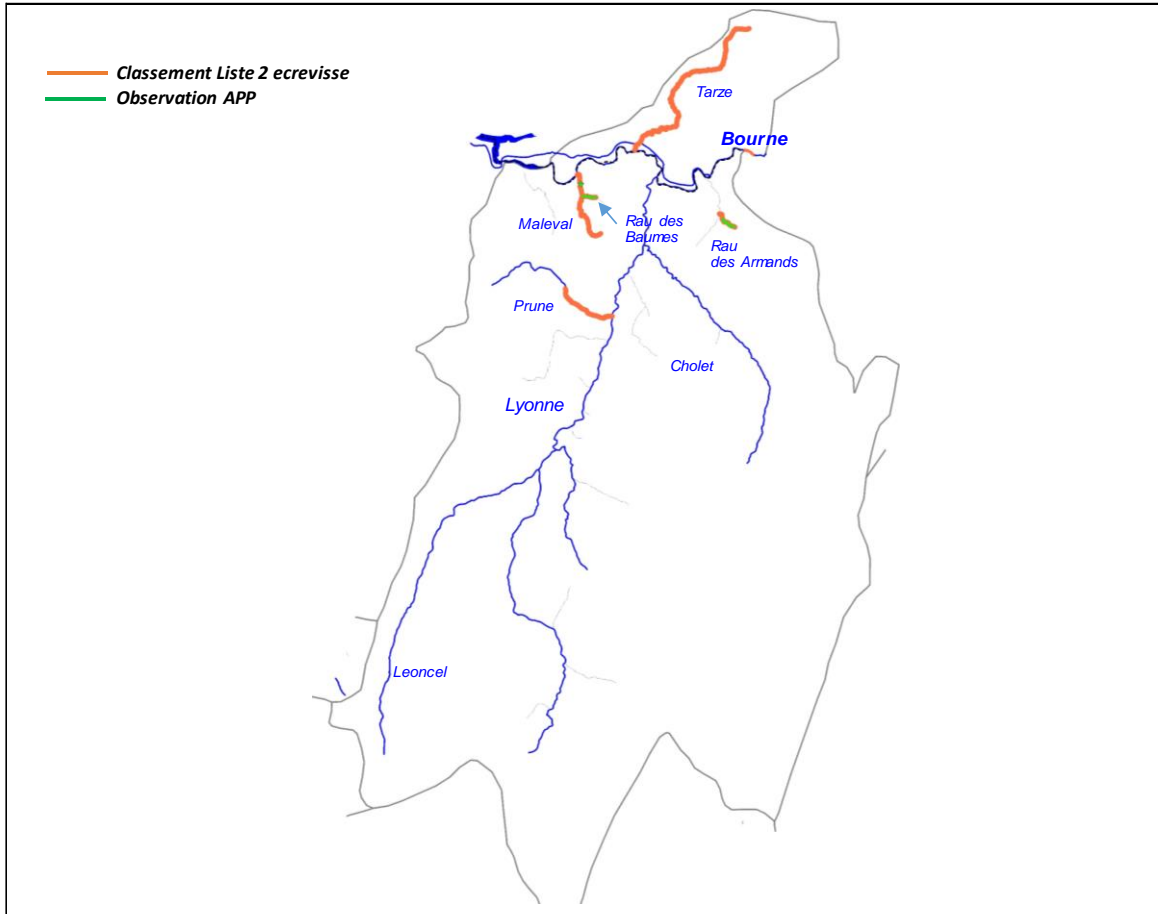 Classement Liste 2 ecrevisse
Observation APP
Tarze
Bourne
Maleval
Rau des
Baumes
Rau
des Armands
Prune
Cholet
Lyonne
Leoncel